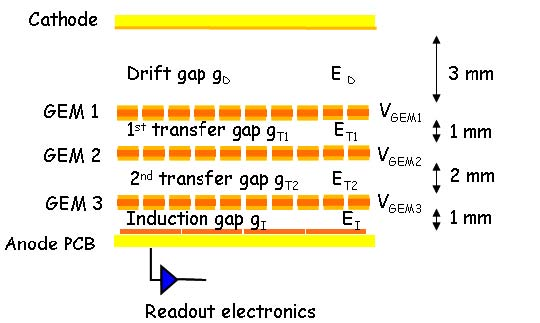 Cathode
Drift gap gD E D 3 mm
GEM 1 VGEM1
1st transfer gap gT1 ET1 1 mm
GEM 2 VGEM2
2nd transfer gap gT2 ET2 2 mm
GEM 3 VGEM3
Induction gap gI EI 1 mm
Anode PCB
Readout electronics